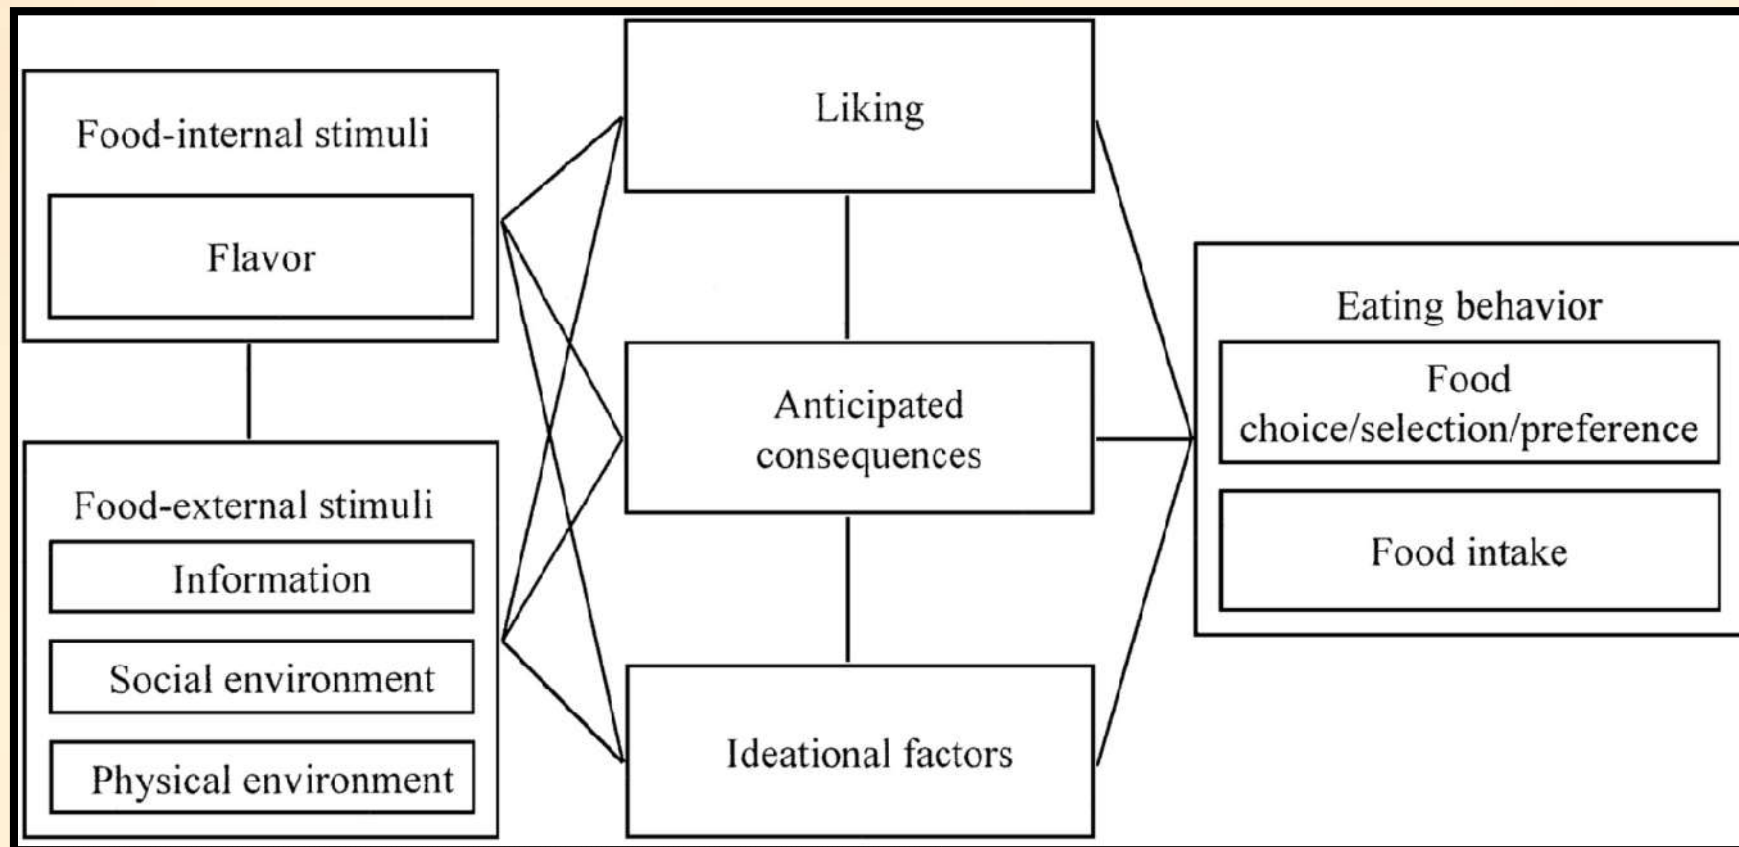 Food-internal stimuli
Flavor
Food-external stimuli
Information
Social environment
Physical environment
Liking
Anticipated
consequences
Ideational factors
Eating behavior
Food
choice/selection/preference
Food intake